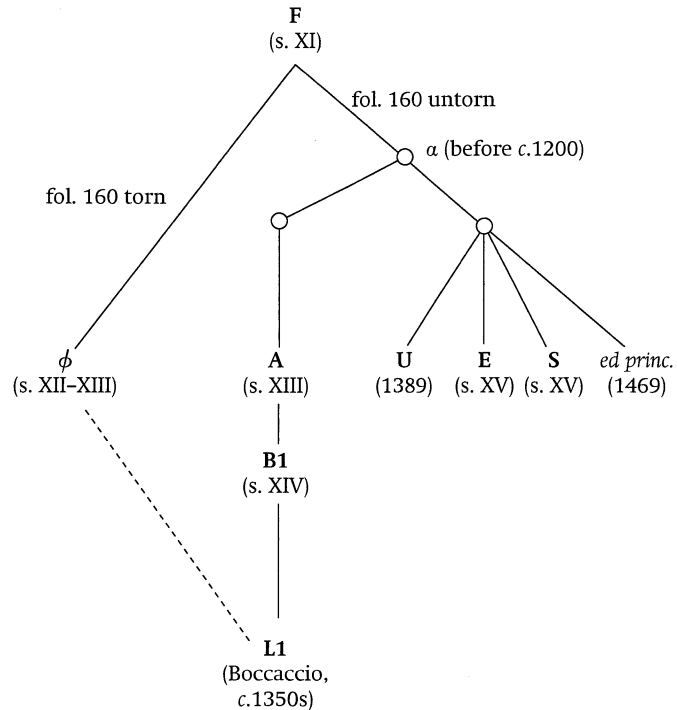 F
(s. XI)
fol. 160 untorn
α (before c.1200)
fol. 160 torn
ϕ
(s. XII–XIII)
A
(s. XIII)
U
(1389)
E
(s. XV)
S
(s. XV)
ed princ.
(1469)
B1
(s. XIV)
L1
(Boccaccio,
c.1350s)